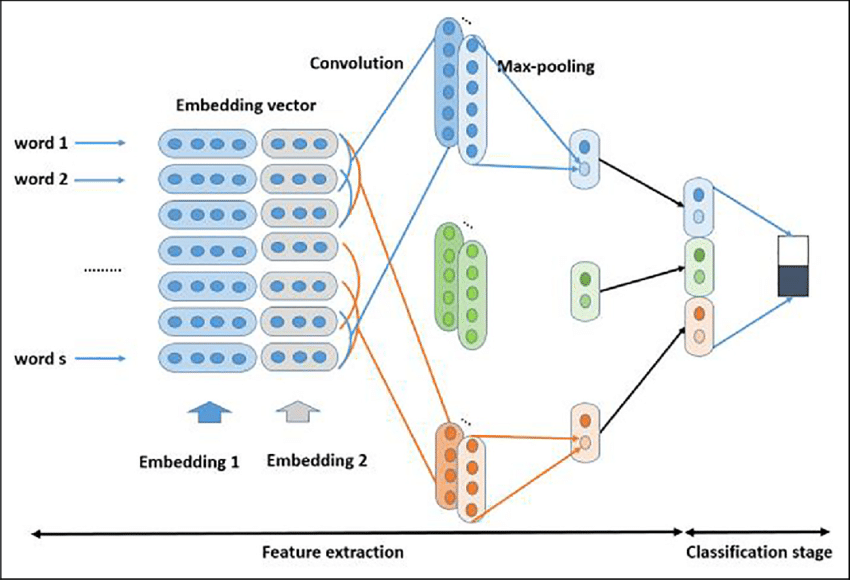 Convolution
Max-pooling
Embedding vector
word 1
word 2
.........
word s
Embedding 1
Embedding 2
Feature extraction
Classification stage